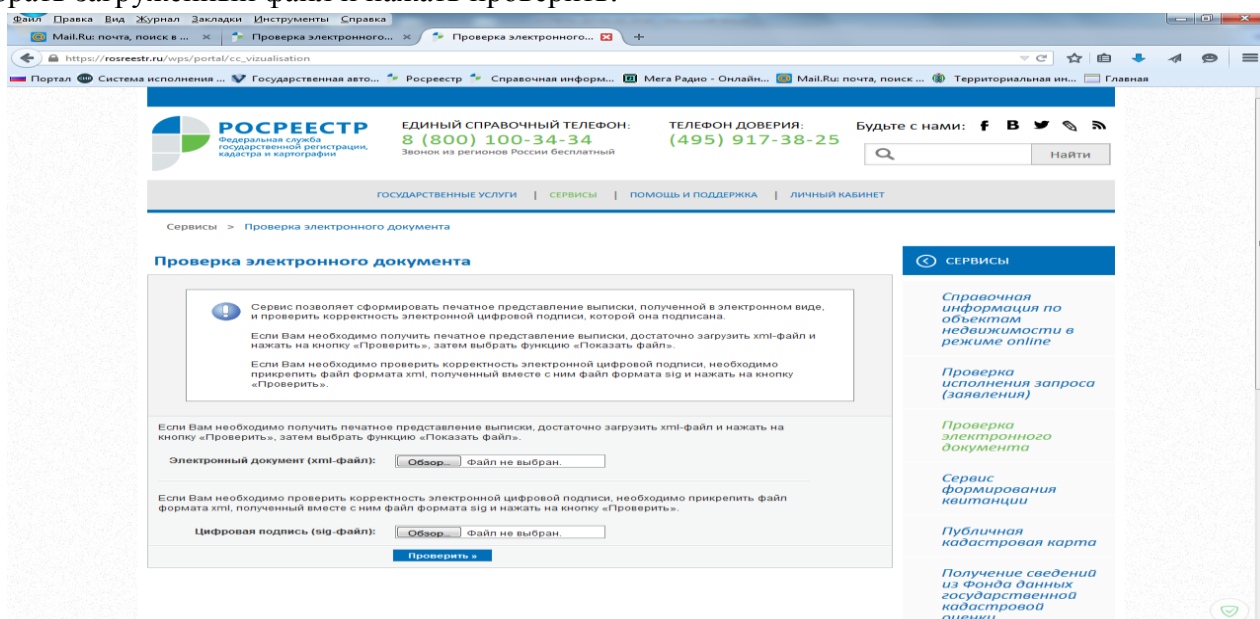 брать загруженный файл и нажать проверить.
Файл Правка Вид Журнал Закладки Инструменты Справка
Mail.Ru: почта, поиск в ... × Проверка электронного... × Проверка электронного... × +
https://rosreestr.ru/wps/portal/cc_vizualisation
Портал Система исполнения ... Государственная авто... Росреестр Справочная информ... Мега Радио - Онлайн... Mail.Ru: почта, поиск ... Территориальная ин... Главная
РОСРЕЕСТР
Федеральная служба
государственной регистрации,
кадастра и картографии
ЕДИНЫЙ СПРАВОЧНЫЙ ТЕЛЕФОН:
8 (800) 100-34-34
Звонок из регионов России бесплатный
ТЕЛЕФОН ДОВЕРИЯ:
(495) 917-38-25
Будьте с нами:
Найти
ГОСУДАРСТВЕННЫЕ УСЛУГИ | СЕРВИСЫ | ПОМОЩЬ И ПОДДЕРЖКА | ЛИЧНЫЙ КАБИНЕТ
Сервисы > Проверка электронного документа
Проверка электронного документа
Сервис позволяет сформировать печатное представление выписки, полученной в электронном виде,
и проверить корректность электронной цифровой подписи, которой она подписана.
Если Вам необходимо получить печатное представление выписки, достаточно загрузить xml-файл и
нажать на кнопку «Проверить», затем выбрать функцию «Показать файл».
Если Вам необходимо проверить корректность электронной цифровой подписи, необходимо
прикрепить файл формата xml, полученный вместе с ним файл формата sig и нажать на кнопку
«Проверить».
Если Вам необходимо получить печатное представление выписки, достаточно загрузить xml-файл и нажать на
кнопку «Проверить», затем выбрать функцию «Показать файл».
Электронный документ (xml-файл): Обзор... Файл не выбран.
Если Вам необходимо проверить корректность электронной цифровой подписи, необходимо прикрепить файл
формата xml, полученный вместе с ним файл формата sig и нажать на кнопку «Проверить».
Цифровая подпись (sig-файл): Обзор... Файл не выбран.
Проверить »
СЕРВИСЫ
Справочная
информация по
объектам
недвижимости в
режиме online
Проверка
исполнения запроса
(заявления)
Проверка
электронного
документа
Сервис
формирования
квитанции
Публичная
кадастровая карта
Получение сведений
из Фонда данных
государственной
кадастровой
оценки